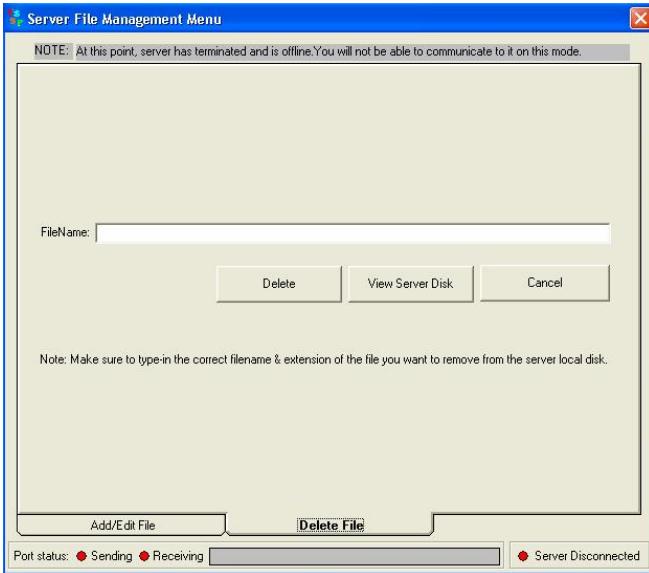 Server File Management Menu
NOTE: At this point, server has terminated and is offline.You will not be able to communicate to it on this mode.
FileName:
Delete View Server Disk Cancel
Note: Make sure to type-in the correct filename & extension of the file you want to remove from the server local disk.
Add/Edit File Delete File
Port status: Sending Receiving Server Disconnected